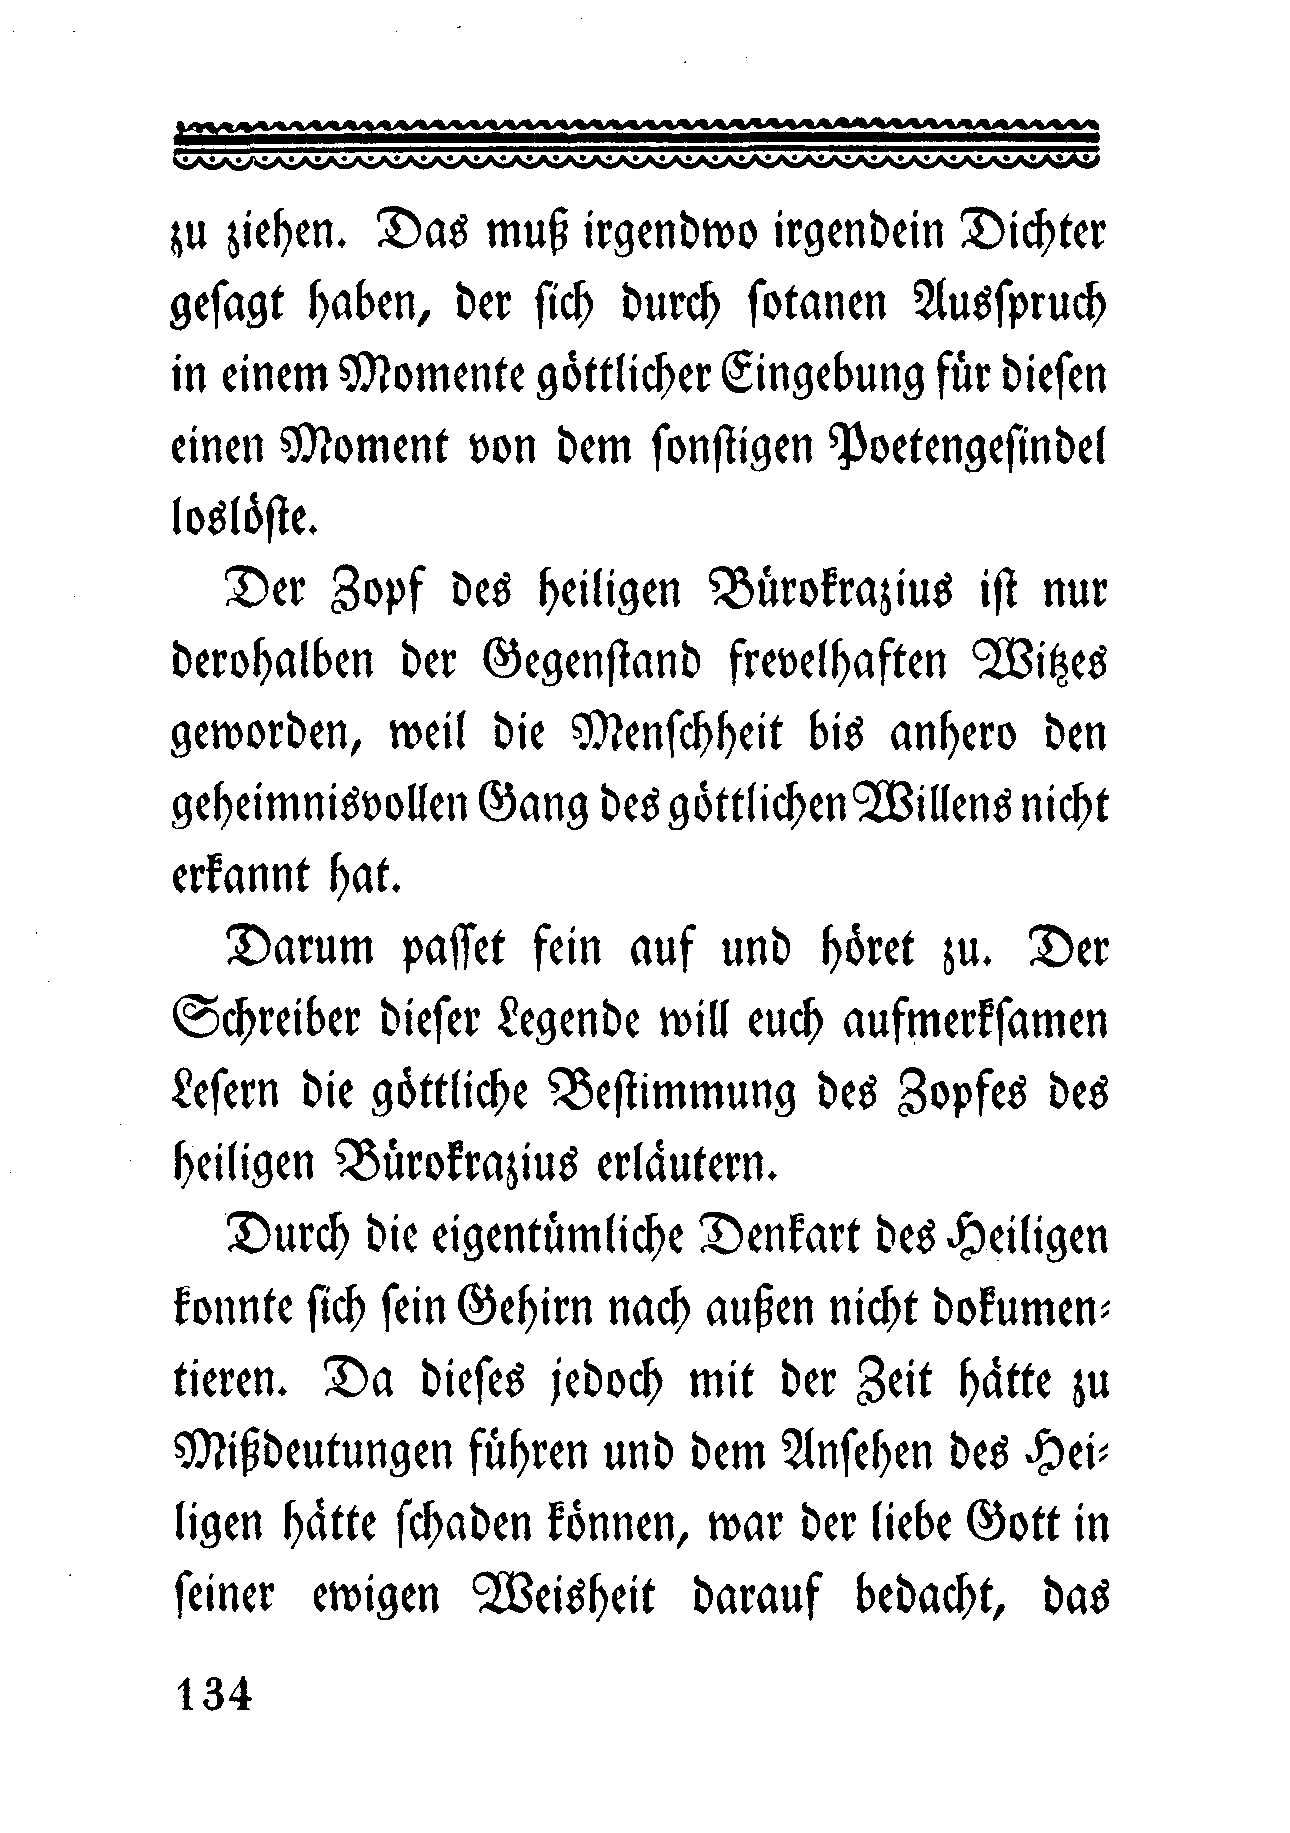 zu ziehen. Das muß irgendwo irgendein Dichter
geſagt haben, der ſich durch ſotanen Ausſpruch
in einem Momente göttlicher Eingebung für dieſen
einen Moment von dem ſonſtigen Poetengeſindel
loslöſte.
Der Zopf des heiligen Bürokrazius iſt nur
derohalben der Gegenſtand frevelhaften Witzes
geworden, weil die Menſchheit bis anhero den
geheimnisvollen Gang des göttlichen Willens nicht
erkannt hat.
Darum paſſet fein auf und höret zu. Der
Schreiber dieſer Legende will euch aufmerkſamen
Leſern die göttliche Beſtimmung des Zopfes des
heiligen Bürokrazius erläutern.
Durch die eigentümliche Denkart des Heiligen
konnte ſich ſein Gehirn nach außen nicht dokumen-
tieren. Da dieſes jedoch mit der Zeit hätte zu
Mißdeutungen führen und dem Anſehen des Hei-
ligen hätte ſchaden können, war der liebe Gott in
ſeiner ewigen Weisheit darauf bedacht, das
134